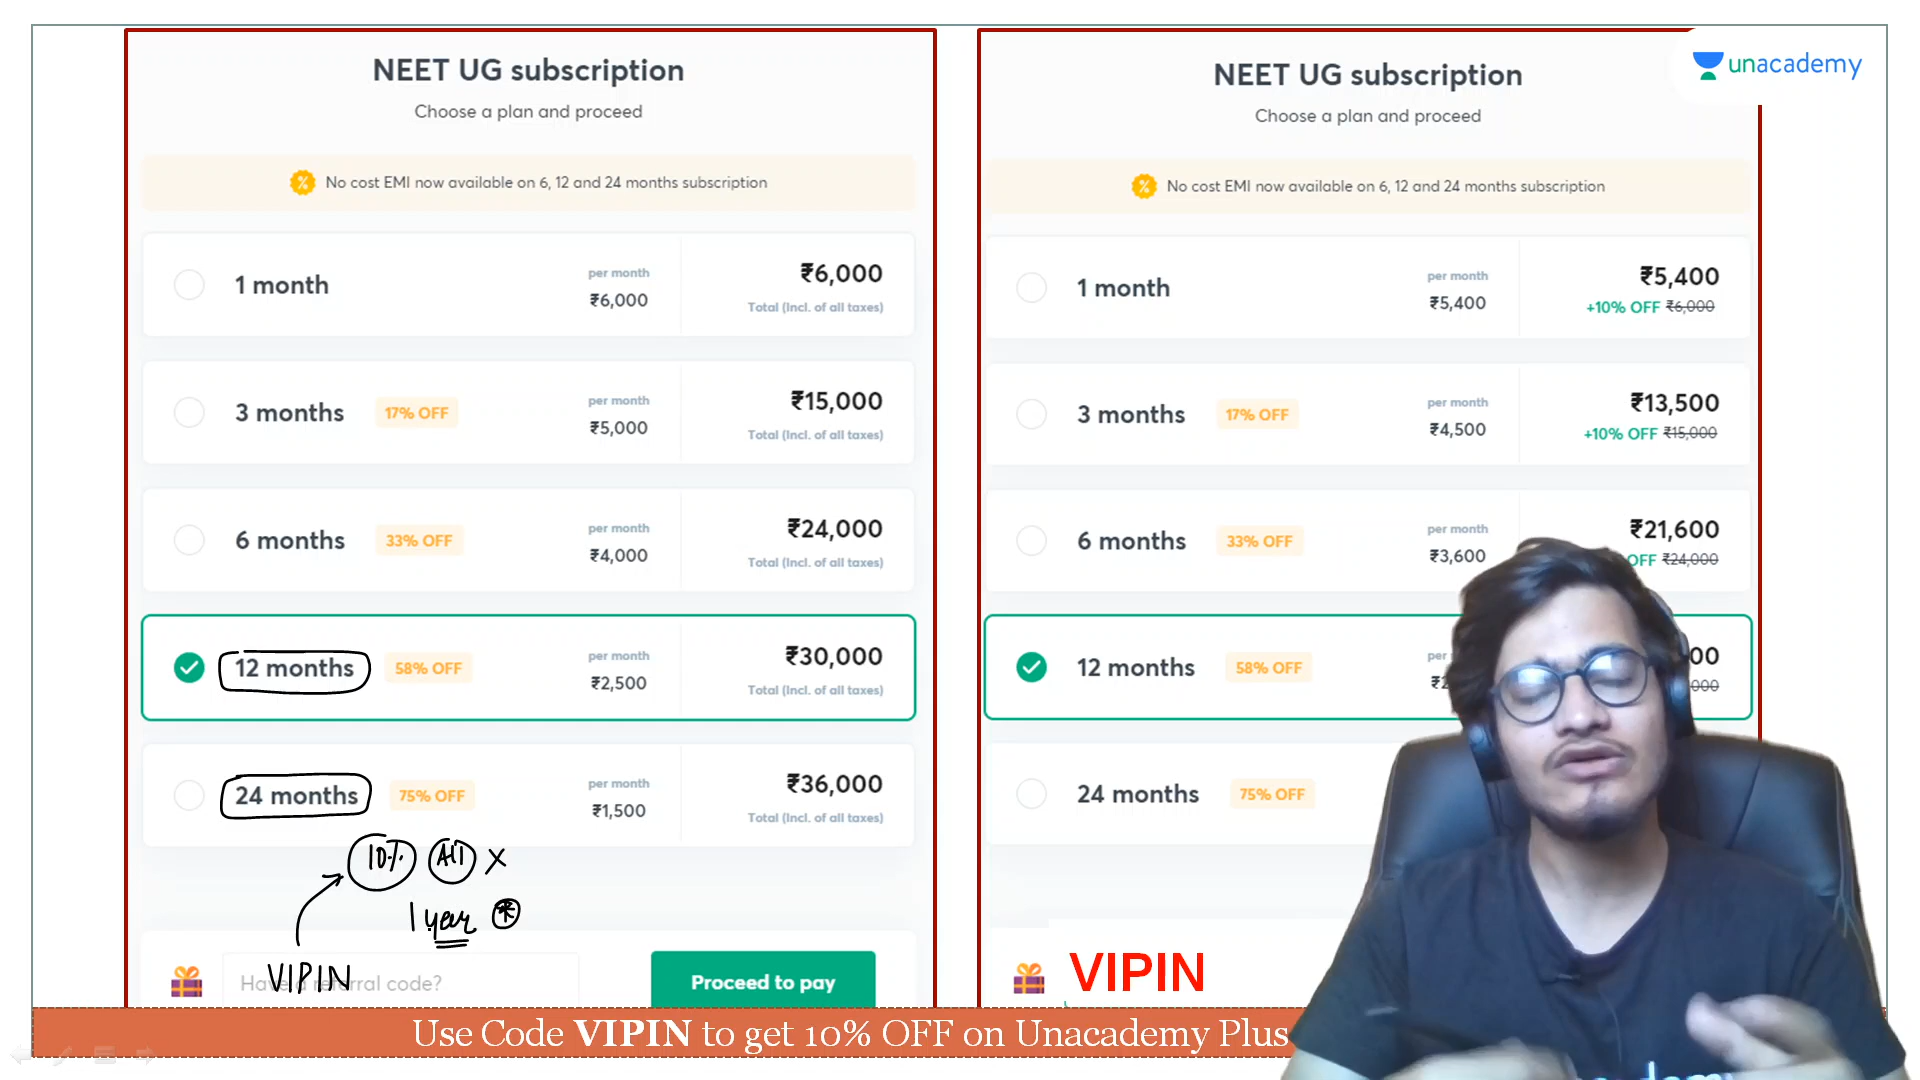 NEET UG subscription
Choose a plan and proceed
No cost EMI now available on 6, 12 and 24 months subscription
1 month
per month
₹6,000
₹6,000
Total (Incl. of all taxes)
3 months
17% OFF
per month
₹5,000
₹15,000
Total (Incl. of all taxes)
6 months
33% OFF
per month
₹4,000
₹24,000
Total (Incl. of all taxes)
12 months
58% OFF
per month
₹2,500
₹30,000
Total (Incl. of all taxes)
24 months
75% OFF
per month
₹1,500
₹36,000
Total (Incl. of all taxes)
10%
X
1 year *
VIPIN
Have a referral code?
Proceed to pay
unacademy
NEET UG subscription
Choose a plan and proceed
No cost EMI now available on 6, 12 and 24 months subscription
1 month
per month
₹5,400
₹5,400
+10% OFF ₹6,000
3 months
17% OFF
per month
₹4,500
₹13,500
+10% OFF ₹15,000
6 months
33% OFF
per month
₹3,600
₹21,600
OFF ₹24,000
12 months
58% OFF
24 months
75% OFF
VIPIN
Use Code VIPIN to get 10% OFF on Unacademy Plus